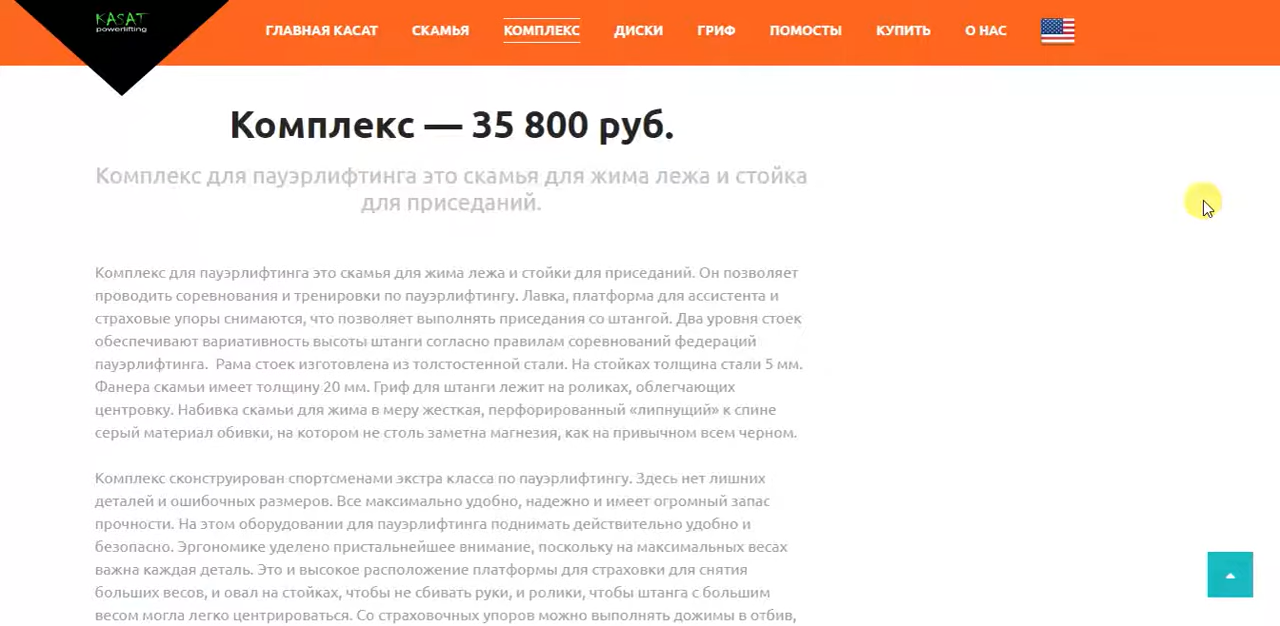 KASAT
powerlifting
ГЛАВНАЯ КАСАТ СКАМЬЯ КОМПЛЕКС ДИСКИ ГРИФ ПОМОСТЫ КУПИТЬ О НАС
Комплекс — 35 800 руб.
Комплекс для пауэрлифтинга это скамья для жима лежа и стойка
для приседаний.
Комплекс для пауэрлифтинга это скамья для жима лежа и стойки для приседаний. Он позволяет
проводить соревнования и тренировки по пауэрлифтингу. Лавка, платформа для ассистента и
страховые упоры снимаются, что позволяет выполнять приседания со штангой. Два уровня стоек
обеспечивают вариативность высоты штанги согласно правилам соревнований федераций
пауэрлифтинга. Рама стоек изготовлена из толстостенной стали. На стойках толщина стали 5 мм.
Фанера скамьи имеет толщину 20 мм. Гриф для штанги лежит на роликах, облегчающих
центровку. Набивка скамьи для жима в меру жесткая, перфорированный «липнущий» к спине
серый материал обивки, на котором не столь заметна магнезия, как на привычном всем черном.
Комплекс сконструирован спортсменами экстра класса по пауэрлифтингу. Здесь нет лишних
деталей и ошибочных размеров. Все максимально удобно, надежно и имеет огромный запас
прочности. На этом оборудовании для пауэрлифтинга поднимать действительно удобно и
безопасно. Эргономике уделено пристальнейшее внимание, поскольку на максимальных весах
важна каждая деталь. Это и высокое расположение платформы для страховки для снятия
больших весов, и овал на стойках, чтобы не сбивать руки, и ролики, чтобы штанга с большим
весом могла легко центрироваться. Со страховочных упоров можно выполнять дожимы в отбив,